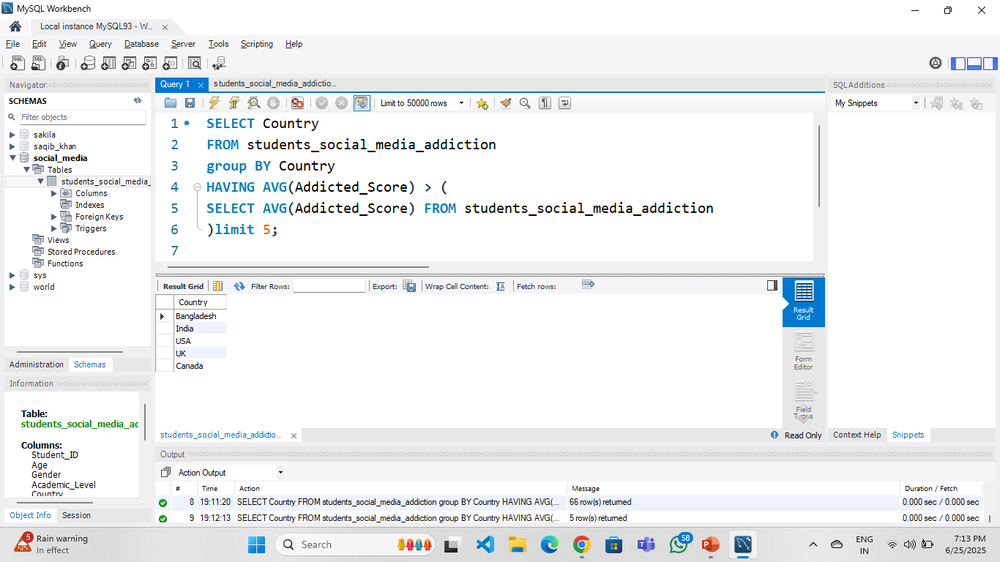 MySQL Workbench
Local instance MySQL93 - W...
File Edit View Query Database Server Tools Scripting Help
Navigator
SCHEMAS
Filter objects
sakila
saqib_khan
social_media
Tables
students_social_media_
Columns
Indexes
Foreign Keys
Triggers
Views
Stored Procedures
Functions
sys
world
Administration Schemas
Information
Table:
students_social_media_ad
Columns:
Student_ID
Age
Gender
Academic_Level
Country
Object Info Session
Query 1 students_social_media_addictio...
Limit to 50000 rows
1 SELECT Country
2 FROM students_social_media_addiction
3 group BY Country
4 HAVING AVG(Addicted_Score) > (
5 SELECT AVG(Addicted_Score) FROM students_social_media_addiction
6 )limit 5;
7
Result Grid Filter Rows: Export: Wrap Cell Content: Fetch rows:
Country
Bangladesh
India
USA
UK
Canada
Result
Grid
Form
Editor
Field
Types
students_social_media_addictio... Read Only
SQLAdditions
My Snippets
Context Help Snippets
Output
Action Output
# Time Action Message Duration / Fetch
8 19:11:20 SELECT Country FROM students_social_media_addiction group BY Country HAVING AVG(... 66 row(s) returned 0.000 sec / 0.000 sec
9 19:12:13 SELECT Country FROM students_social_media_addiction group BY Country HAVING AVG(... 5 row(s) returned 0.000 sec / 0.000 sec
5
Rain warning
In effect
Search
58
ENG
IN
7:13 PM
6/25/2025